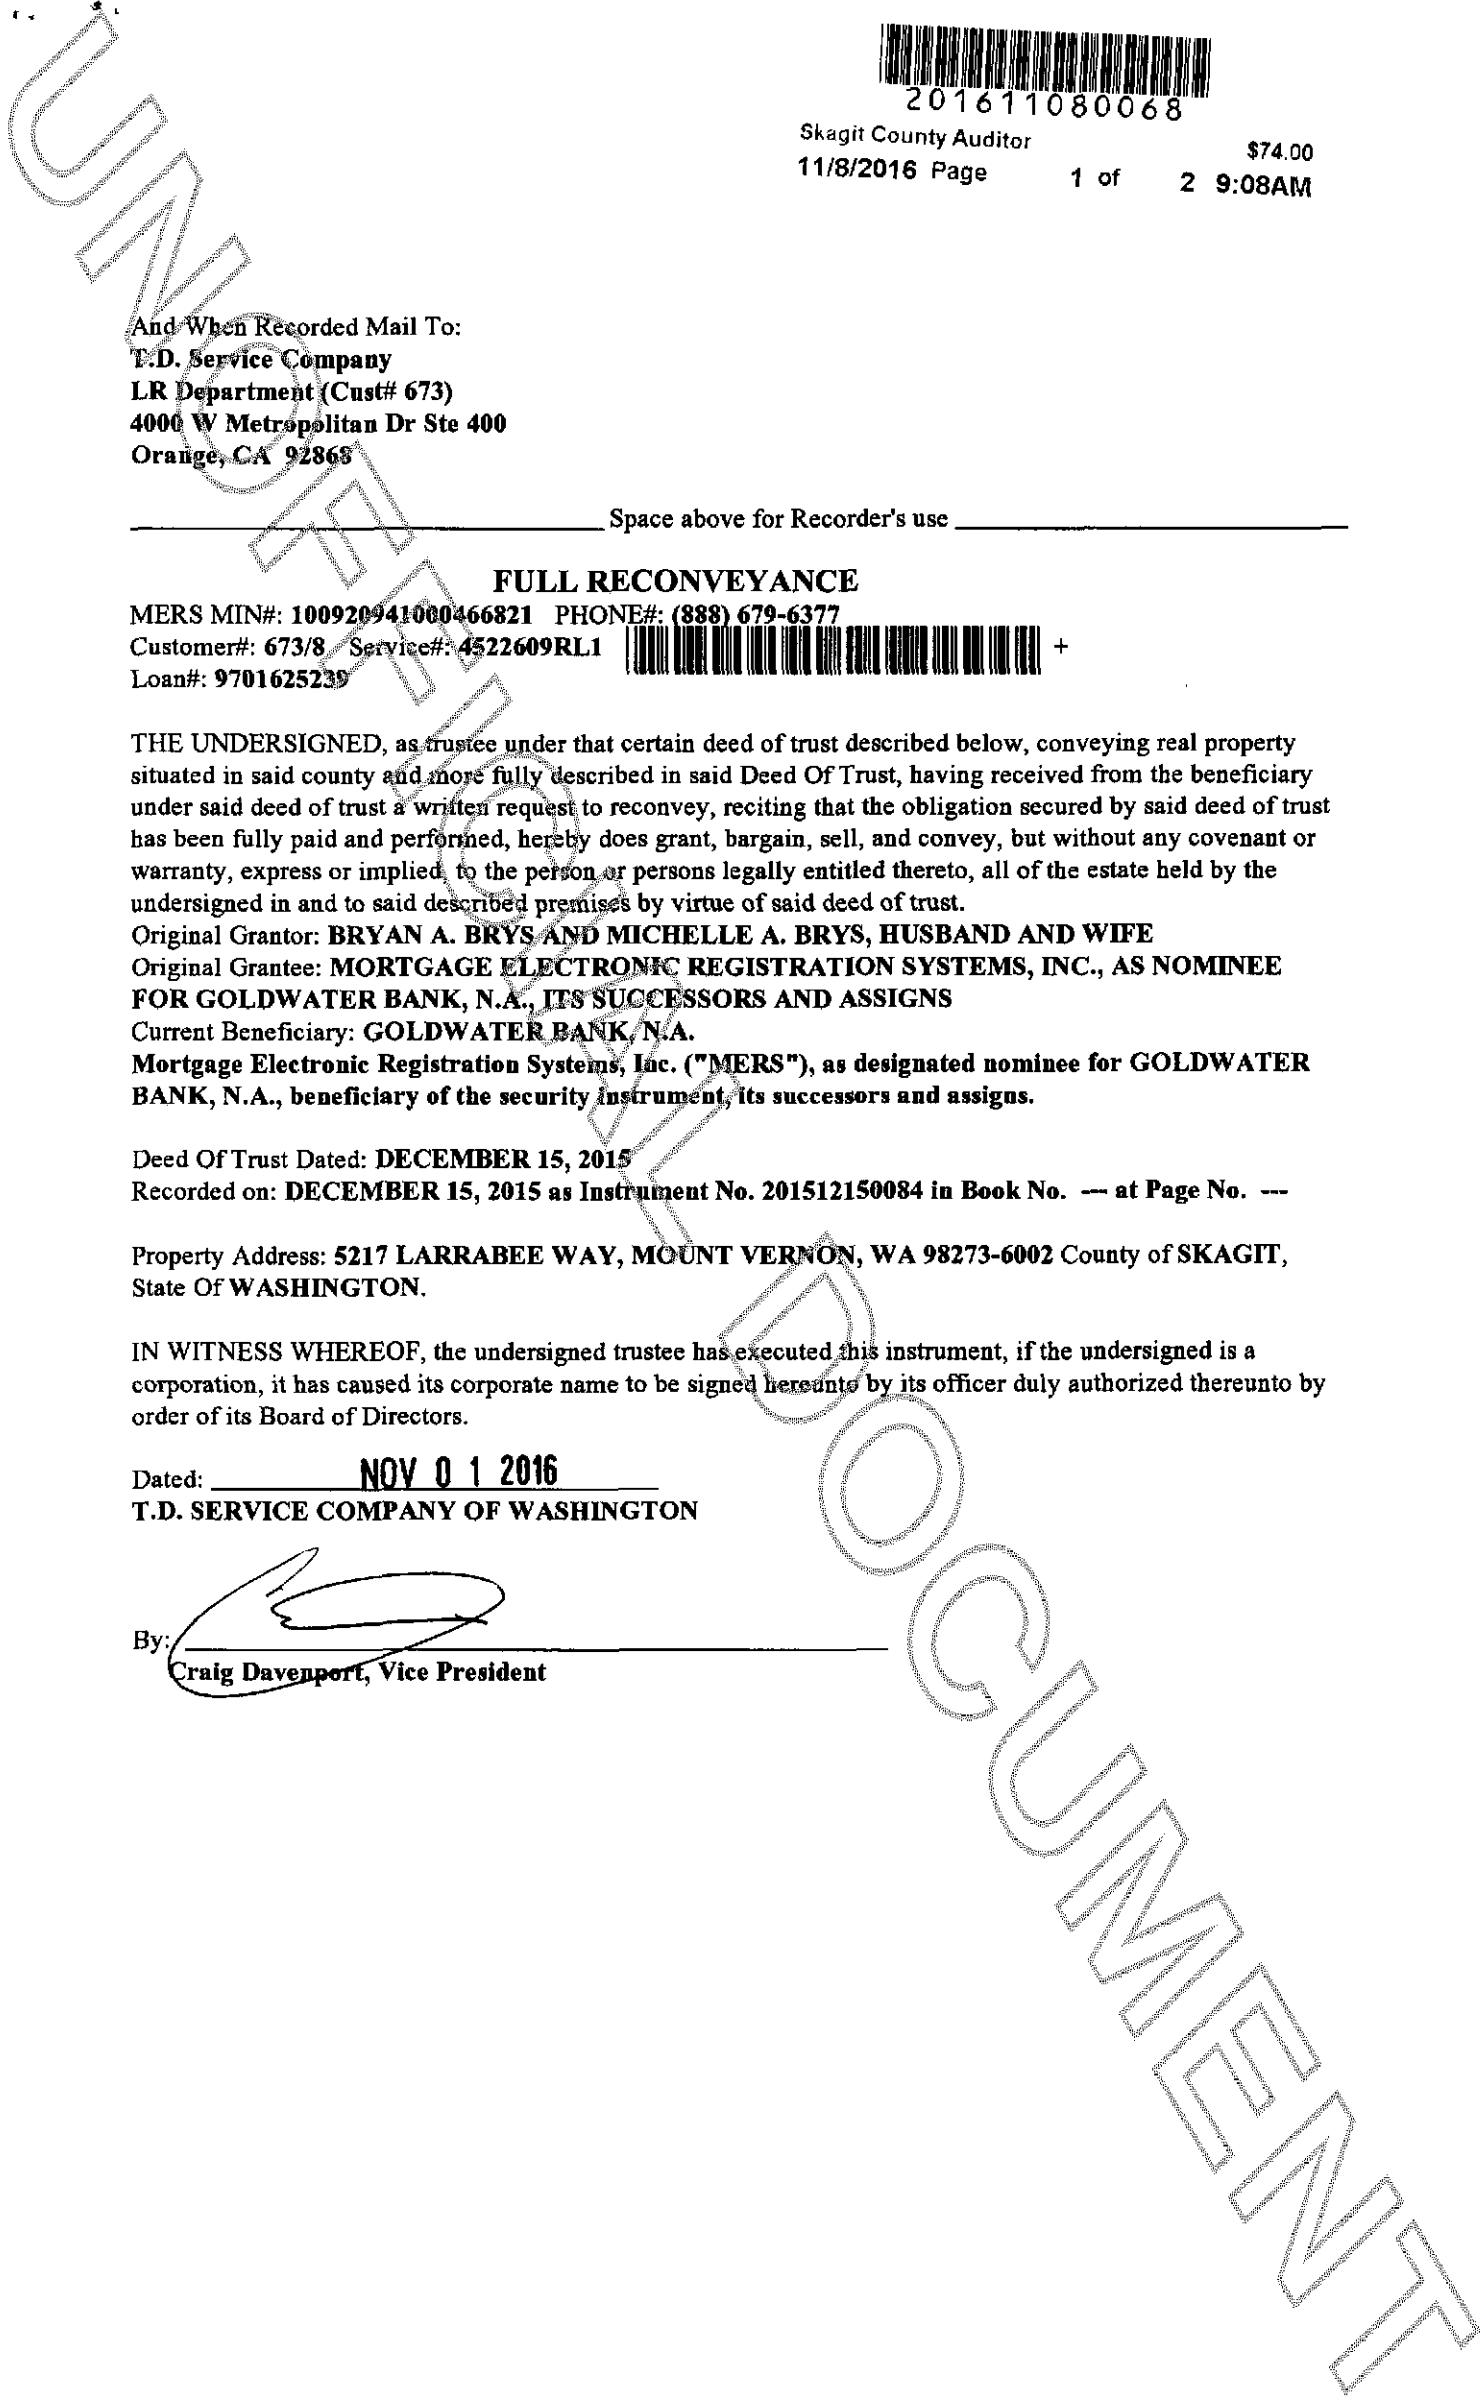 201611080068
Skagit County Auditor $74.00
11/8/2016 Page 1 of 2 9:08AM
And When Recorded Mail To:
T.D. Service Company
LR Department (Cust# 673)
4000 W Metropolitan Dr Ste 400
Orange, CA 92868
Space above for Recorder's use
FULL RECONVEYANCE
MERS MIN#: 100920941000466821 PHONE#: (888) 679-6377
Customer#: 673/8 Service#: 4522609RL1 +
Loan#: 9701625239
THE UNDERSIGNED, as trustee under that certain deed of trust described below, conveying real property
situated in said county and more fully described in said Deed Of Trust, having received from the beneficiary
under said deed of trust a written request to reconvey, reciting that the obligation secured by said deed of trust
has been fully paid and performed, hereby does grant, bargain, sell, and convey, but without any covenant or
warranty, express or implied, to the person or persons legally entitled thereto, all of the estate held by the
undersigned in and to said described premises by virtue of said deed of trust.
Original Grantor: BRYAN A. BRYS AND MICHELLE A. BRYS, HUSBAND AND WIFE
Original Grantee: MORTGAGE ELECTRONIC REGISTRATION SYSTEMS, INC., AS NOMINEE
FOR GOLDWATER BANK, N.A., ITS SUCCESSORS AND ASSIGNS
Current Beneficiary: GOLDWATER BANK, N.A.
Mortgage Electronic Registration Systems, Inc. ("MERS"), as designated nominee for GOLDWATER
BANK, N.A., beneficiary of the security instrument, its successors and assigns.
Deed Of Trust Dated: DECEMBER 15, 2015
Recorded on: DECEMBER 15, 2015 as Instrument No. 201512150084 in Book No. --- at Page No. ---
Property Address: 5217 LARRABEE WAY, MOUNT VERNON, WA 98273-6002 County of SKAGIT,
State Of WASHINGTON.
IN WITNESS WHEREOF, the undersigned trustee has executed this instrument, if the undersigned is a
corporation, it has caused its corporate name to be signed hereunto by its officer duly authorized thereunto by
order of its Board of Directors.
Dated: NOV 01 2016
T.D. SERVICE COMPANY OF WASHINGTON
By:
Craig Davenport, Vice President
UNOFFICIAL DOCUMENT